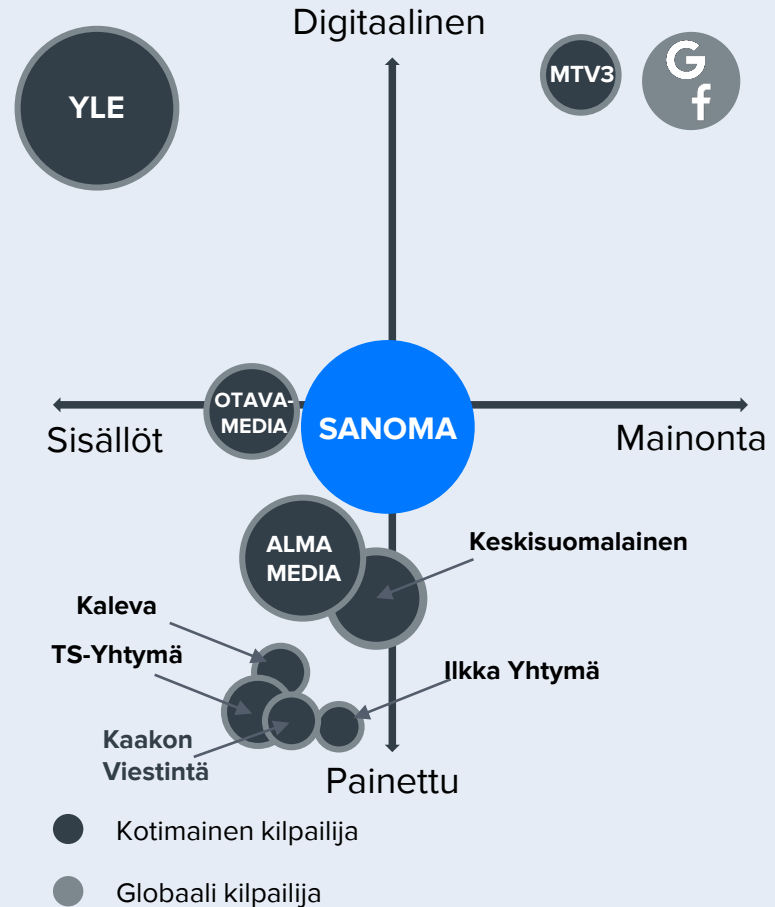 Digitaalinen
YLE
MTV3
G
f
OTAVA-
MEDIA
SANOMA
Sisällöt
Mainonta
ALMA
MEDIA
Keskisuomalainen
Kaleva
TS-Yhtymä
Ilkka Yhtymä
Kaakon
Viestintä
Painettu
Kotimainen kilpailija
Globaali kilpailija